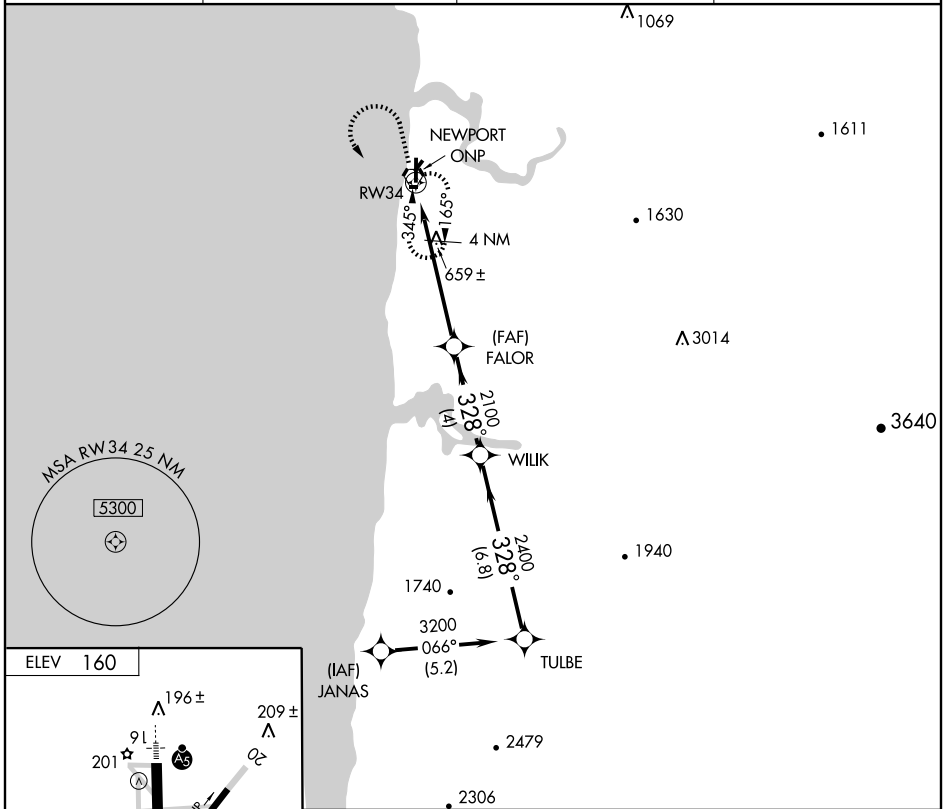 1069
1611
NEWPORT
ONP
RW34
1630
345°
165°
4 NM
659±
(FAF)
FALOR
3014
2100
328°
(4)
3640
WILIK
MSA RW34 25 NM
5300
2400
328°
(6.8)
1940
1740
3200
066°
(5.2)
(IAF)
JANAS
TULBE
ELEV 160
196±
209±
16
201
A5
20
2479
2306